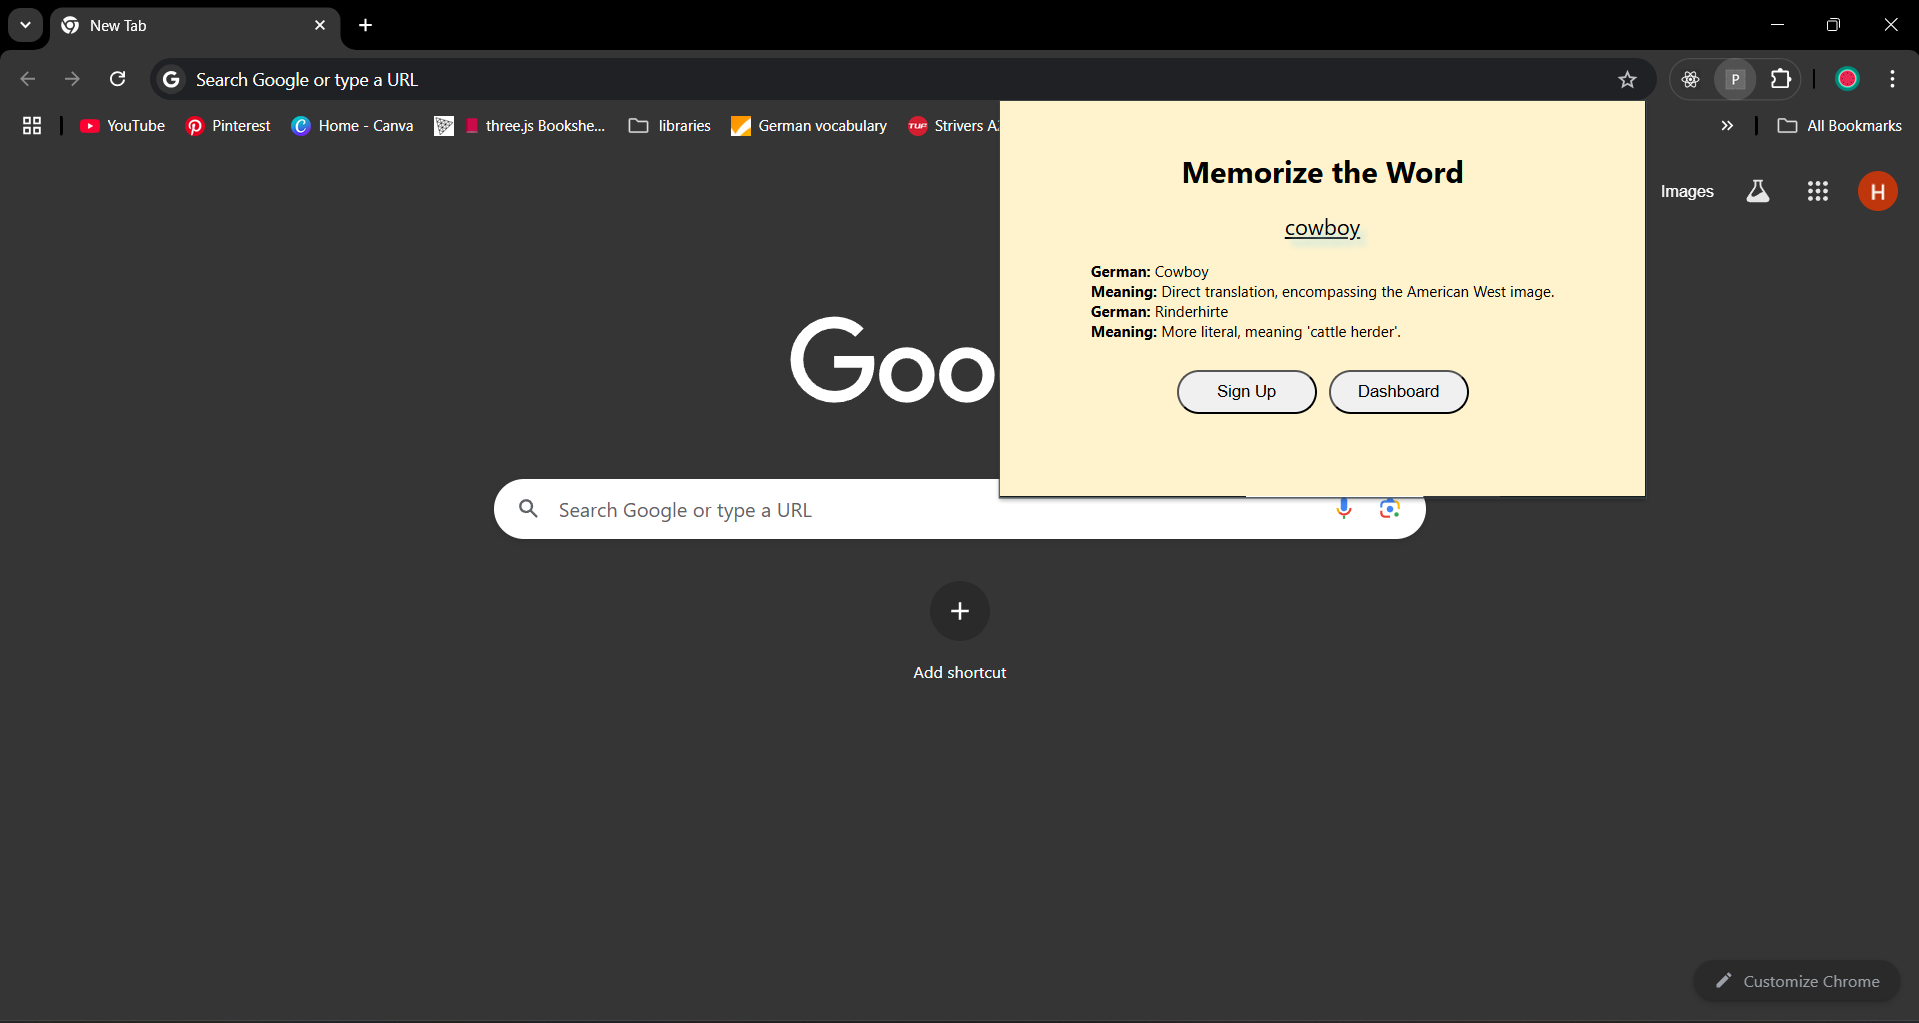 New Tab
Search Google or type a URL
P
YouTube
Pinterest
Home - Canva
three.js Bookshe...
libraries
German vocabulary
TUF
Strivers A
All Bookmarks
Images
H
Memorize the Word
cowboy
German: Cowboy
Meaning: Direct translation, encompassing the American West image.
German: Rinderhirte
Meaning: More literal, meaning 'cattle herder'.
Sign Up
Dashboard
Goo
Search Google or type a URL
Add shortcut
Customize Chrome